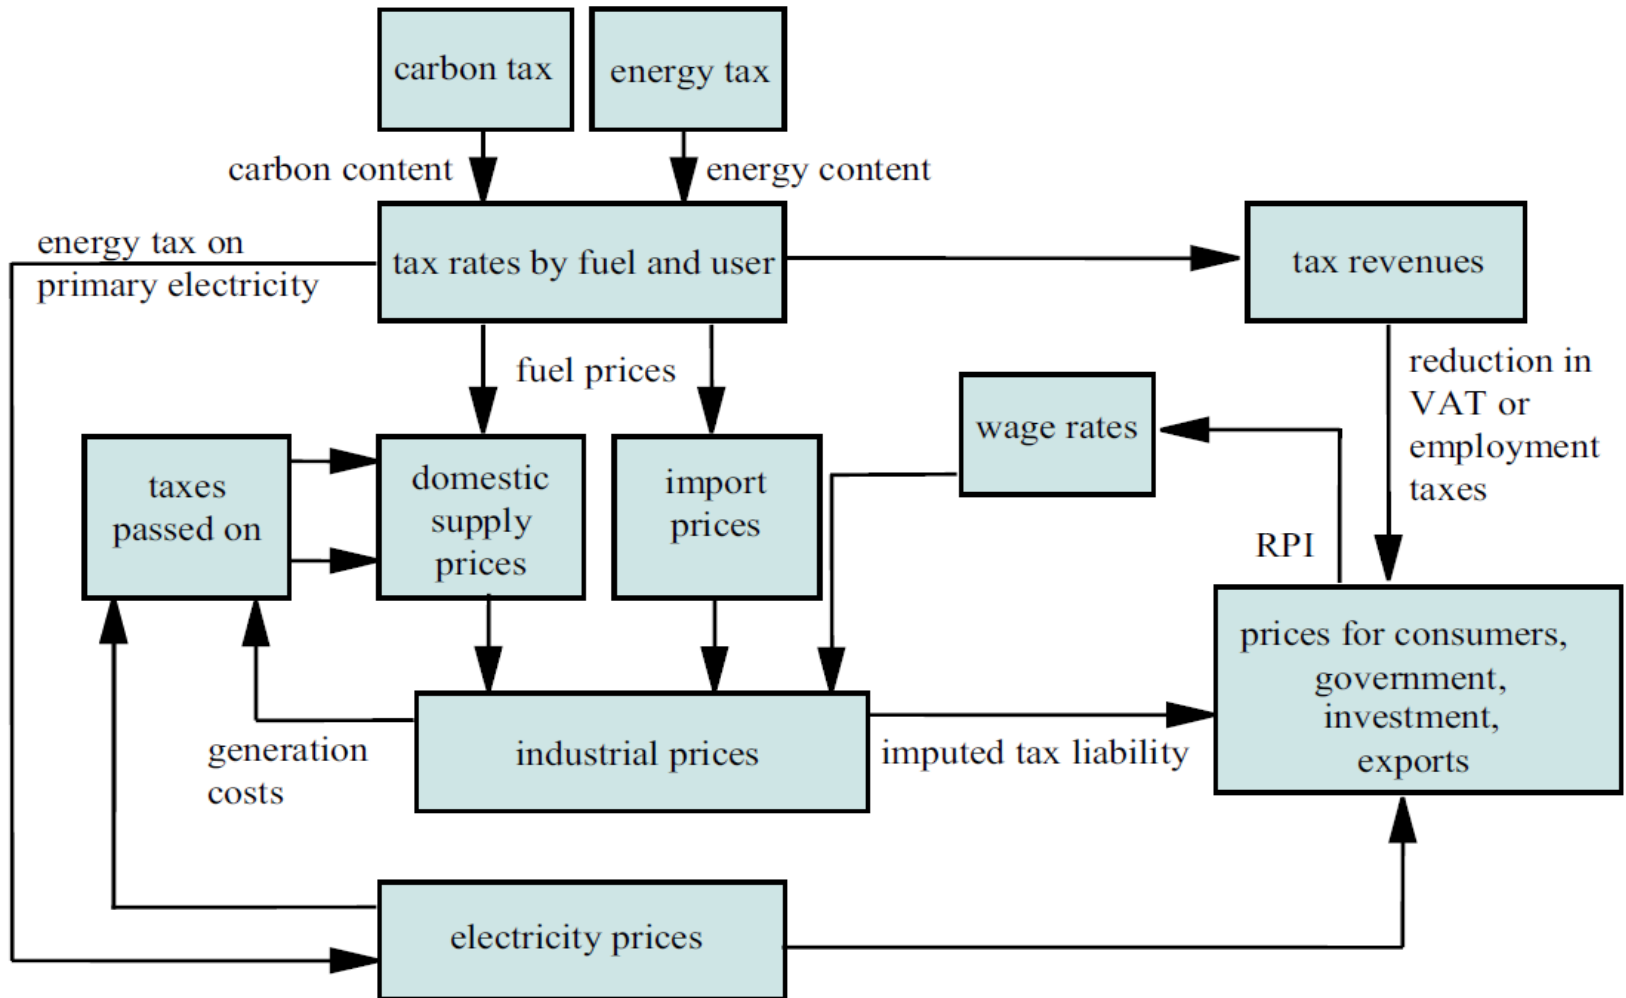 carbon tax
energy tax
carbon content
energy content
energy tax on
primary electricity
tax rates by fuel and user
tax revenues
fuel prices
reduction in
VAT or
employment
taxes
wage rates
taxes
passed on
domestic
supply
prices
import
prices
RPI
prices for consumers,
government,
investment,
exports
generation
costs
industrial prices
imputed tax liability
electricity prices